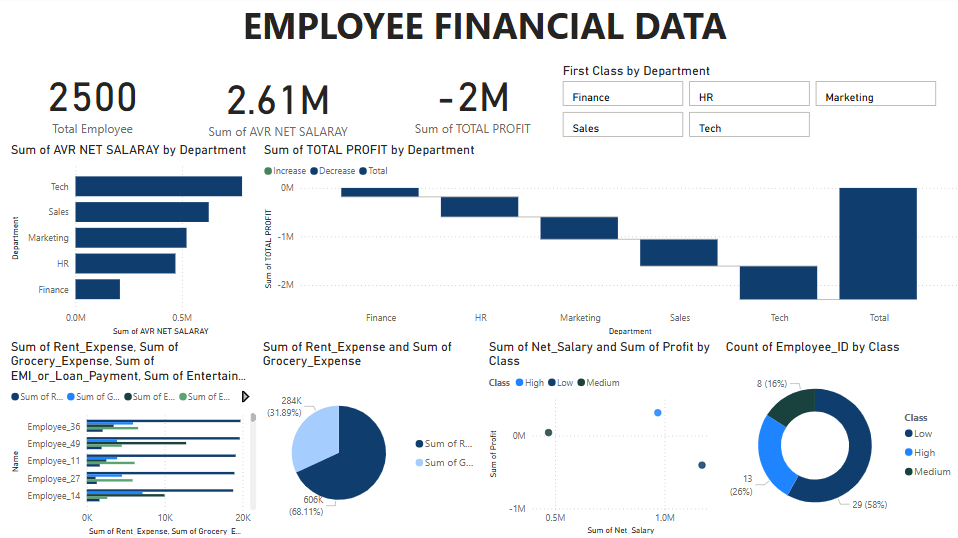 EMPLOYEE FINANCIAL DATA
2500
Total Employee
2.61M
Sum of AVR NET SALARAY
-2M
Sum of TOTAL PROFIT
First Class by Department
Finance
HR
Marketing
Sales
Tech
Sum of AVR NET SALARAY by Department
Department
Tech
Sales
Marketing
HR
Finance
0.0M
0.5M
Sum of AVR NET SALARAY
Sum of TOTAL PROFIT by Department
Increase
Decrease
Total
Sum of TOTAL PROFIT
0M
-1M
-2M
Finance
HR
Marketing
Sales
Tech
Total
Department
Sum of Rent_Expense, Sum of
Grocery_Expense, Sum of
EMI_or_Loan_Payment, Sum of Entertain...
Sum of R...
Sum of G...
Sum of E...
Sum of E...
Name
Employee_36
Employee_49
Employee_11
Employee_27
Employee_14
0K
10K
20K
Sum of Rent_Expense, Sum of Grocery_E...
Sum of Rent_Expense and Sum of
Grocery_Expense
284K
(31.89%)
606K
(68.11%)
Sum of R...
Sum of G...
Sum of Net_Salary and Sum of Profit by
Class
Class
High
Low
Medium
Sum of Profit
0M
-1M
0.5M
1.0M
Sum of Net_Salary
Count of Employee_ID by Class
8 (16%)
13
(26%)
29 (58%)
Class
Low
High
Medium